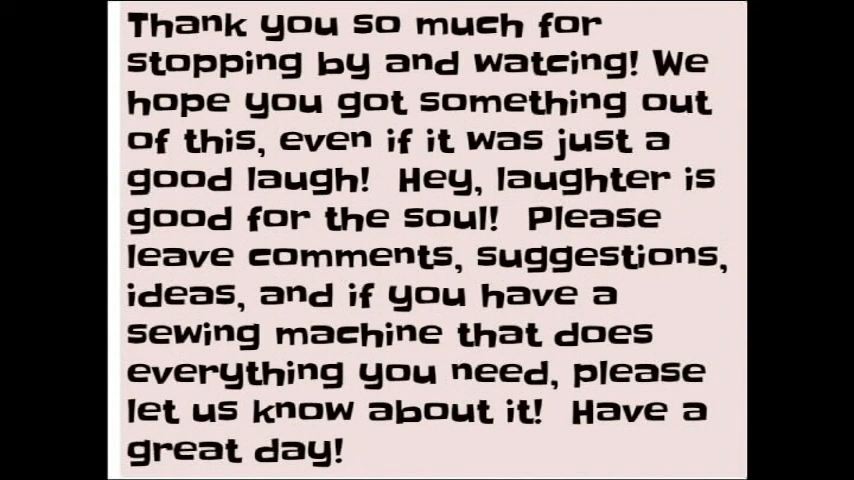 Thank you so much for
stopping by and watcing! We
hope you got something out
of this, even if it was just a
good laugh!  Hey, laughter is
good for the soul!  Please
leave comments, suggestions,
ideas, and if you have a
sewing machine that does
everything you need, please
let us know about it!  Have a
great day!